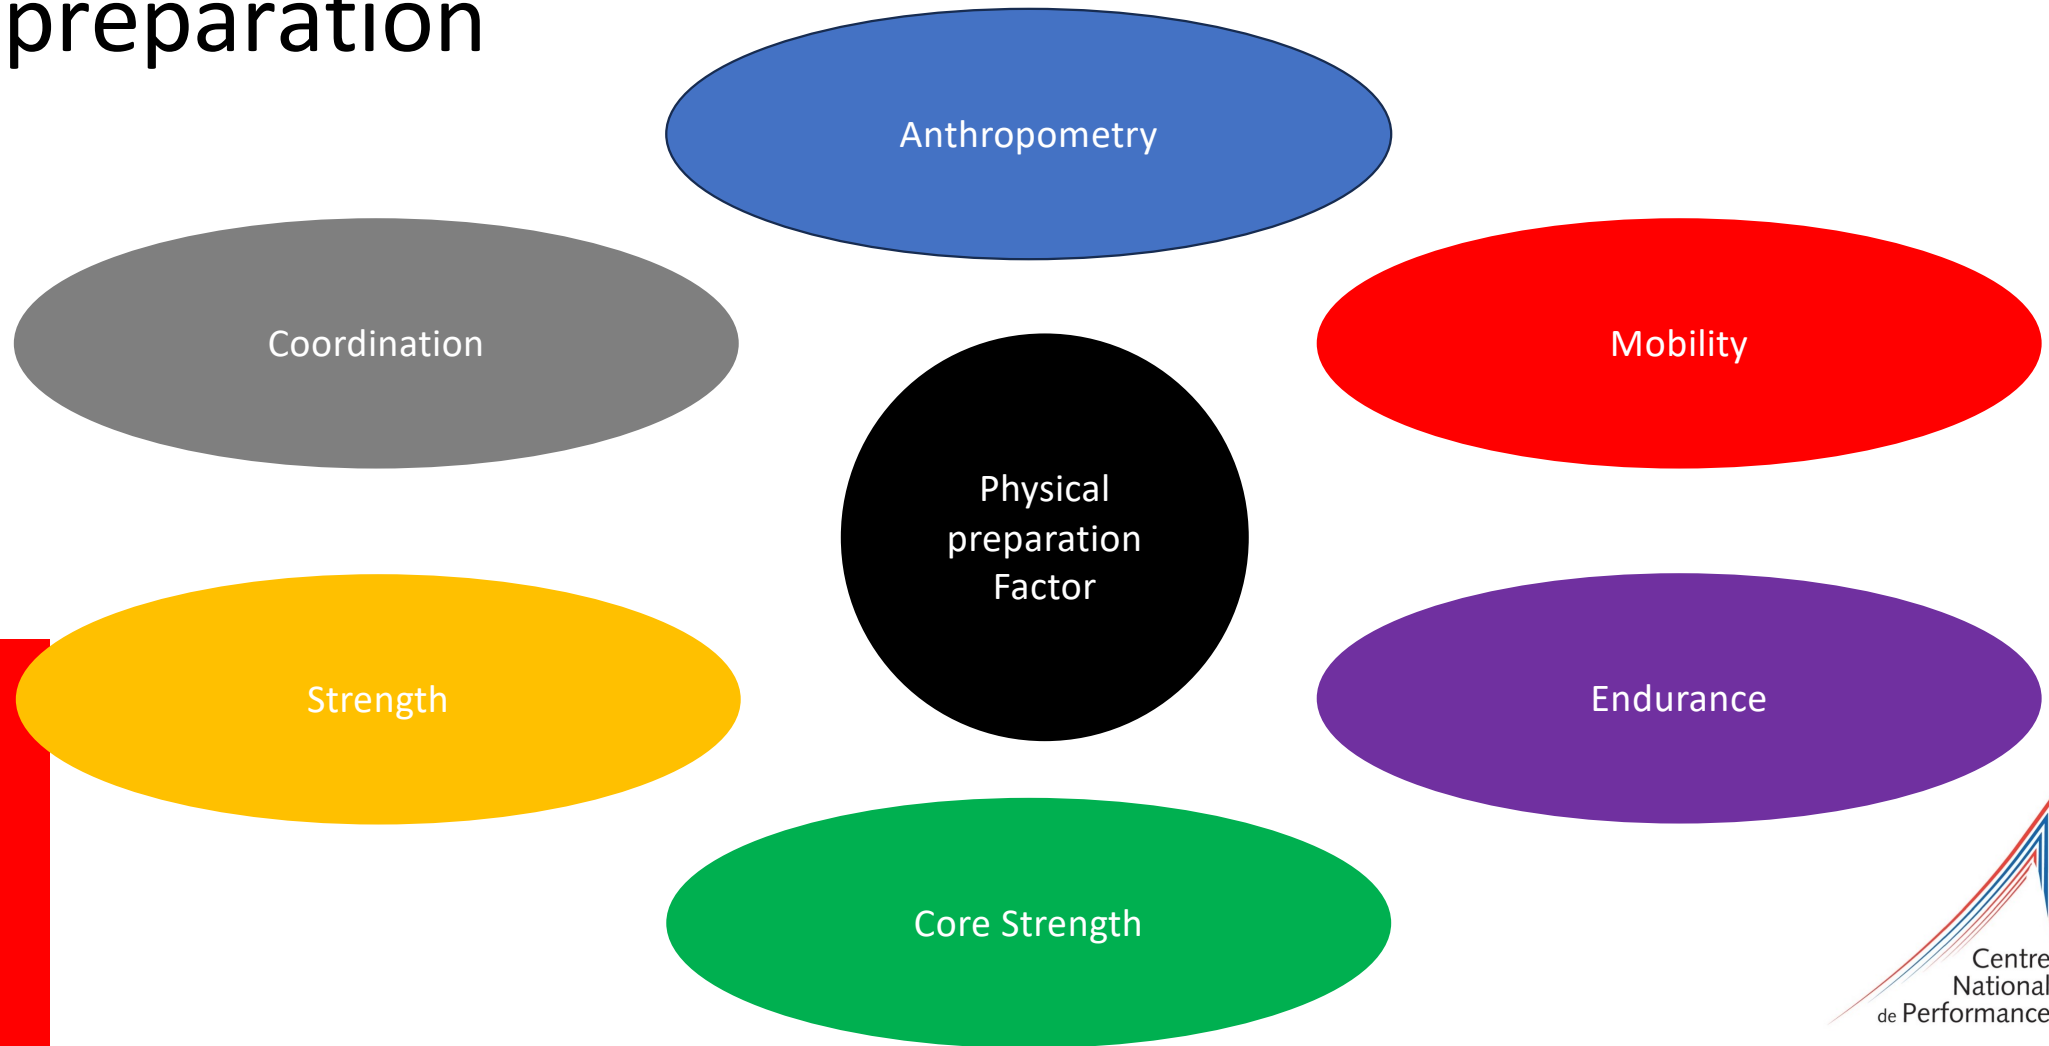 preparation
Anthropometry
Coordination
Mobility
Physical
preparation
Factor
Strength
Endurance
Core Strength
Centre
National
de Performance